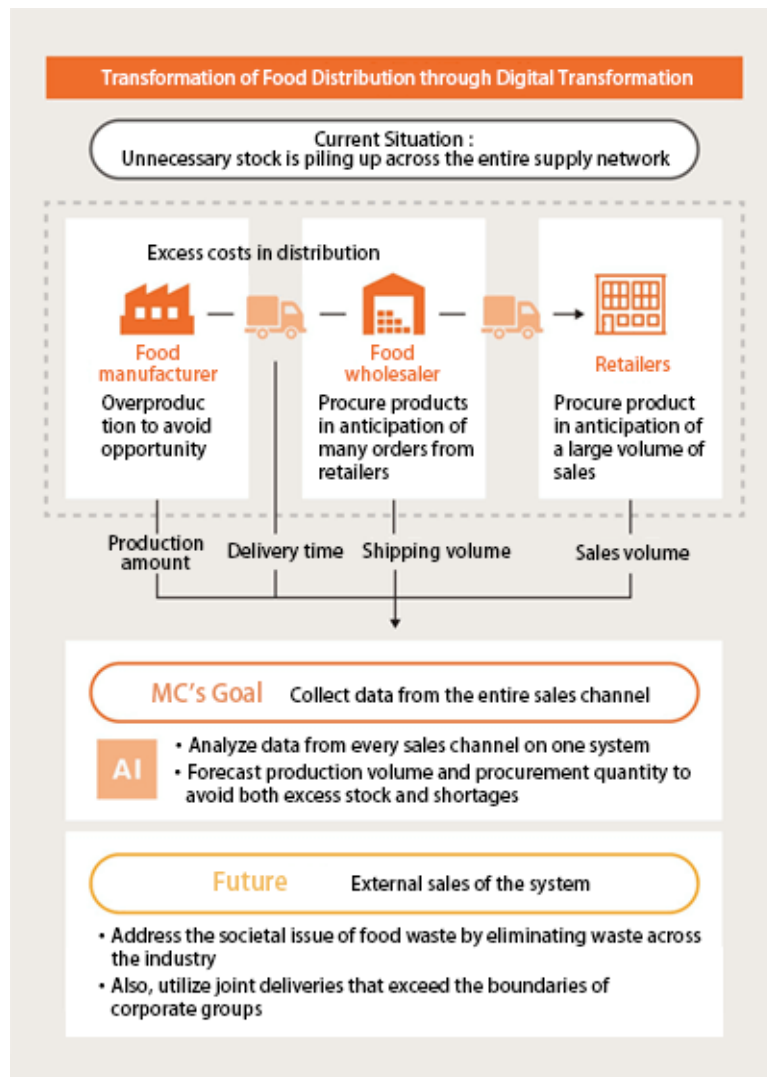 Transformation of Food Distribution through Digital Transformation
Current Situation :
Unnecessary stock is piling up across the entire supply network
Excess costs in distribution
Food
manufacturer
Overproduc
tion to avoid
opportunity
Food
wholesaler
Procure products
in anticipation of
many orders from
retailers
Retailers
Procure product
in anticipation of
a large volume of
sales
Production
amount
Delivery time
Shipping volume
Sales volume
MC's Goal Collect data from the entire sales channel
AI
• Analyze data from every sales channel on one system
• Forecast production volume and procurement quantity to
avoid both excess stock and shortages
Future External sales of the system
• Address the societal issue of food waste by eliminating waste across
the industry
• Also, utilize joint deliveries that exceed the boundaries of
corporate groups